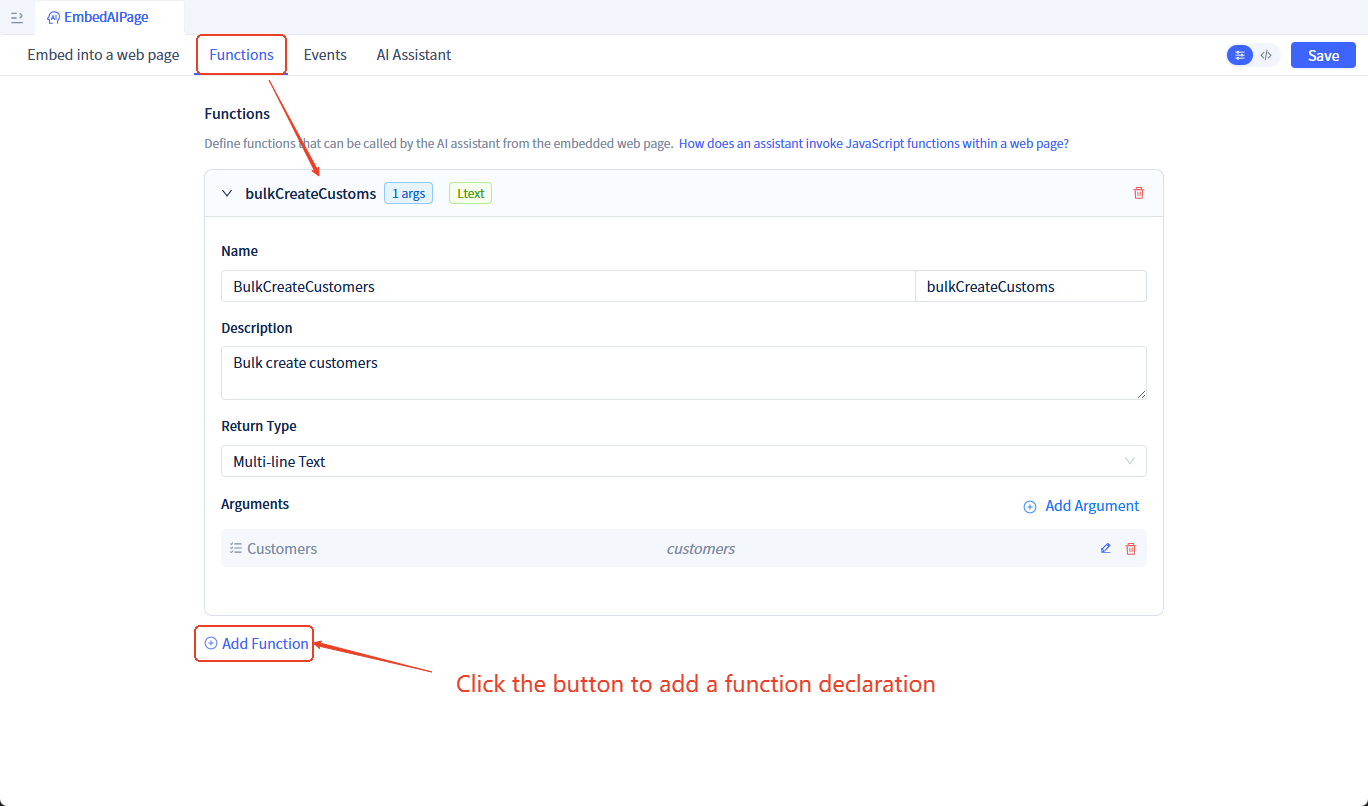 EmbedAIPage
Embed into a web page Functions Events AI Assistant Save
Functions
Define functions that can be called by the AI assistant from the embedded web page. How does an assistant invoke JavaScript functions within a web page?
bulkCreateCustoms 1 args Ltext
Name
BulkCreateCustomers bulkCreateCustoms
Description
Bulk create customers
Return Type
Multi-line Text
Arguments Add Argument
Customers customers
Add Function
Click the button to add a function declaration